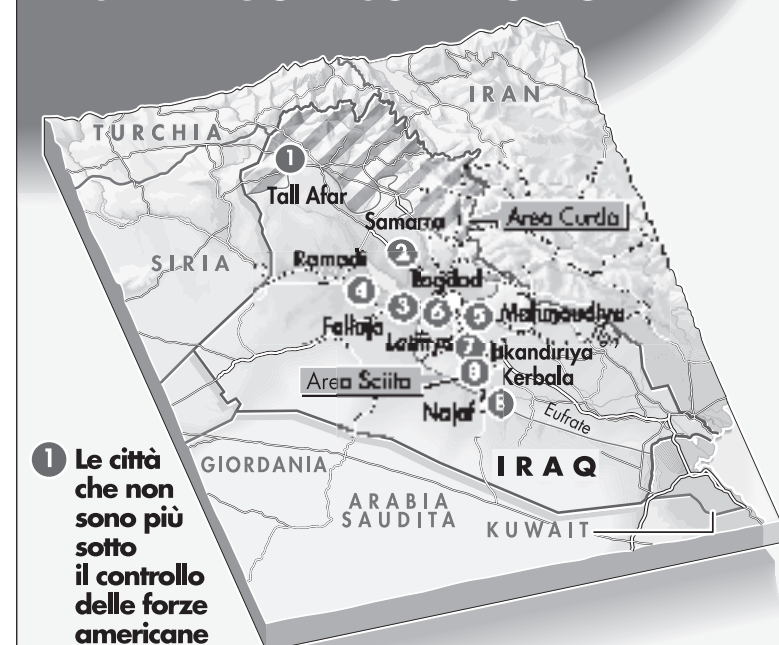 IRAN
TURCHIA
1
Tall Afar
Samarra
Area Curda
SIRIA
Ramadi
2
Bagdad
4
3
6
5
Falluja
7
Iskandiriya
8
Kerbala
Area Sciita
Najaf
Eufrate
1 Le città
che non
sono più
sotto
il controllo
delle forze
americane
GIORDANIA
IRAQ
ARABIA
SAUDITA
KUWAIT